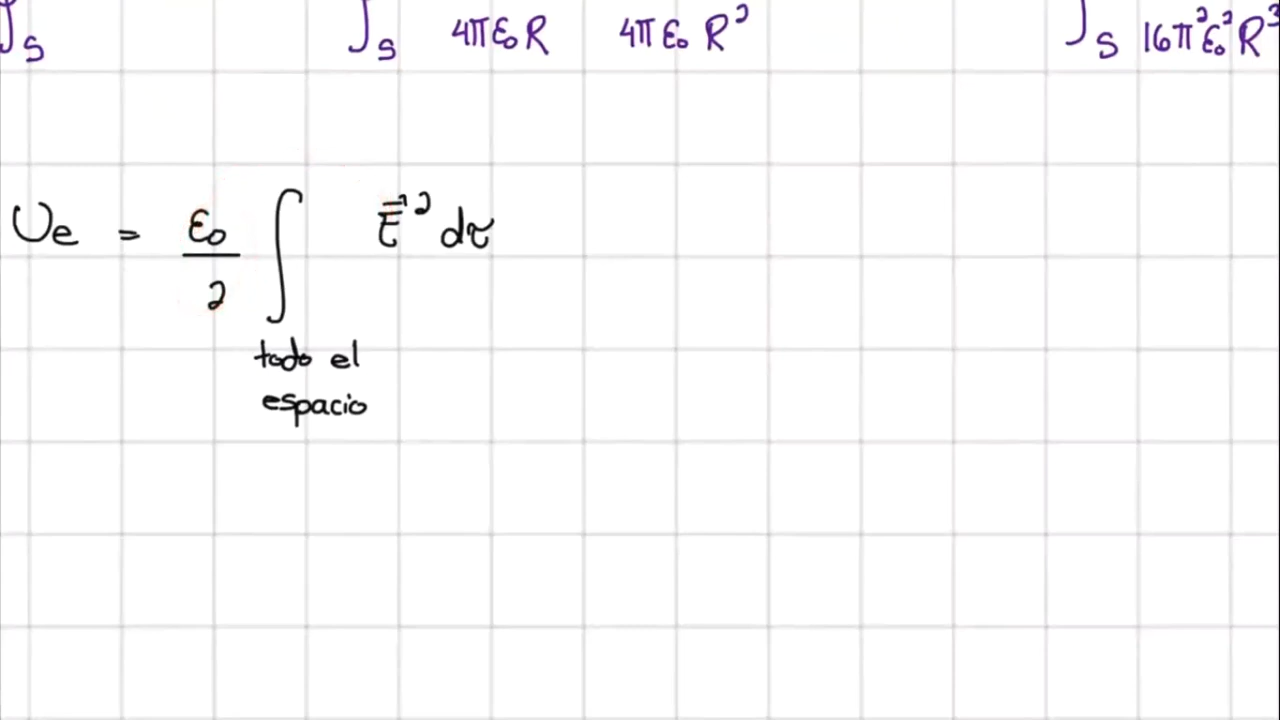 ∫S ∫S 4πε₀R 4πε₀R² ∫S 16π²ε₀²R³
Ue = ε₀/2 ∫ E⃗² dτ
todo el
espacio